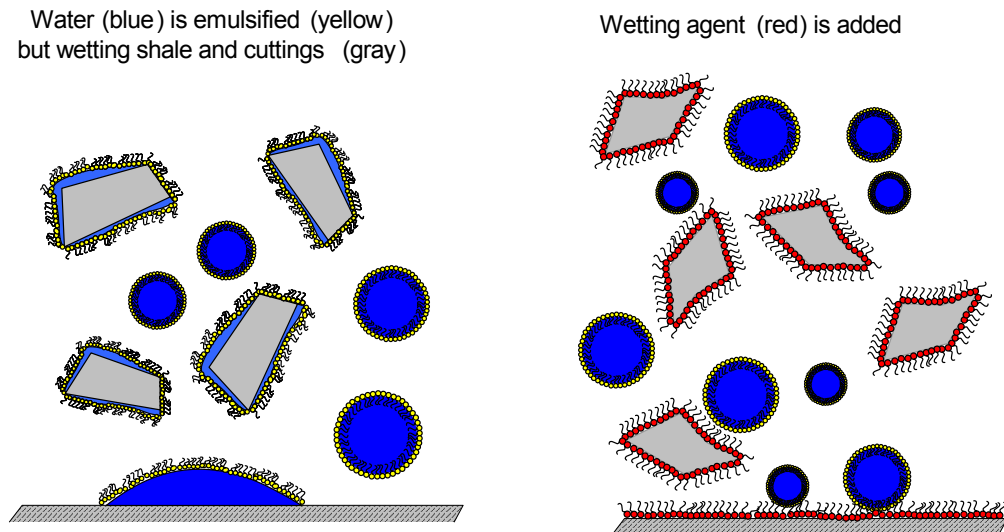 Water (blue) is emulsified (yellow)
but wetting shale and cuttings (gray)
Wetting agent (red) is added